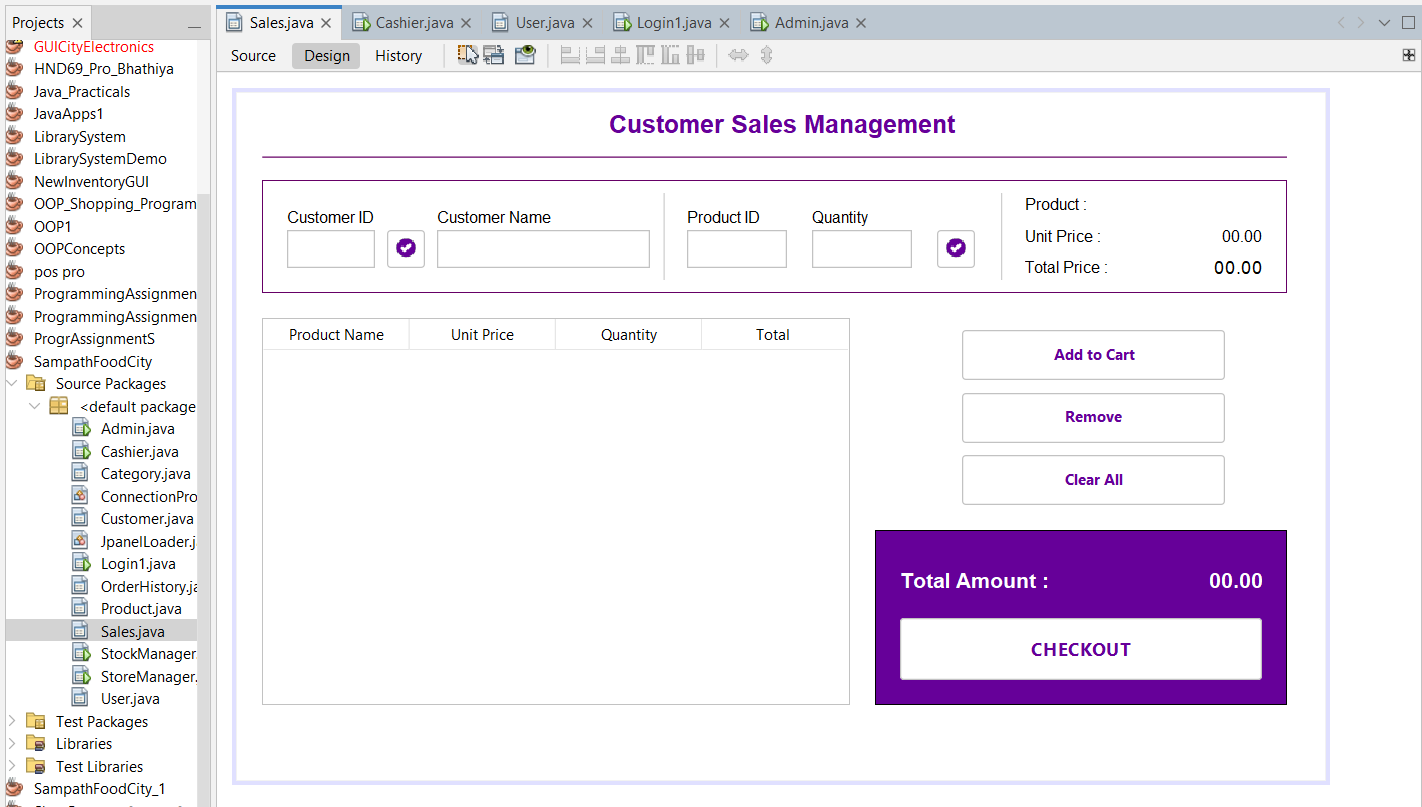 Projects
GUICityElectronics
HND69_Pro_Bhathiya
Java_Practicals
JavaApps1
LibrarySystem
LibrarySystemDemo
NewInventoryGUI
OOP_Shopping_Program
OOP1
OOPConcepts
pos pro
ProgrammingAssignmen
ProgrammingAssignmen
ProgrAssignmentS
SampathFoodCity
Source Packages
<default package
Admin.java
Cashier.java
Category.java
ConnectionPro
Customer.java
JpanelLoader.j
Login1.java
OrderHistory.ja
Product.java
Sales.java
StockManager.
StoreManager.
User.java
Test Packages
Libraries
Test Libraries
SampathFoodCity_1
Sales.java Cashier.java User.java Login1.java Admin.java
Source Design History
Customer Sales Management
Customer ID Customer Name Product ID Quantity
Product :
Unit Price : 00.00
Total Price : 00.00
Product Name Unit Price Quantity Total
Add to Cart
Remove
Clear All
Total Amount : 00.00
CHECKOUT